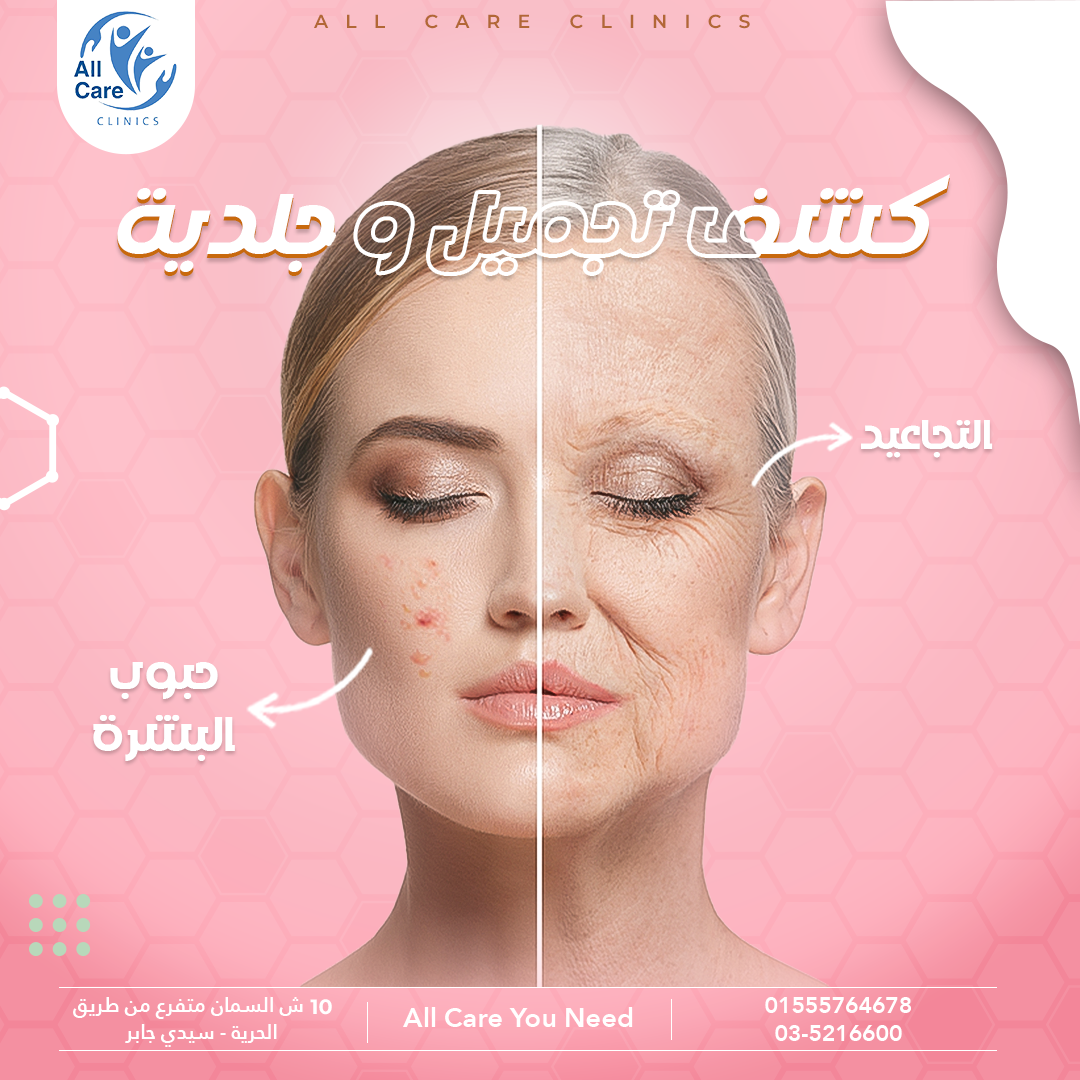 ALL CARE CLINICS
All
Care
CLINICS
كشف تجميل و جلدية
التجاعيد
حبوب
البشرة
10 ش السمان متفرع من طريق
الحرية - سيدي جابر
All Care You Need
01555764678
03-5216600